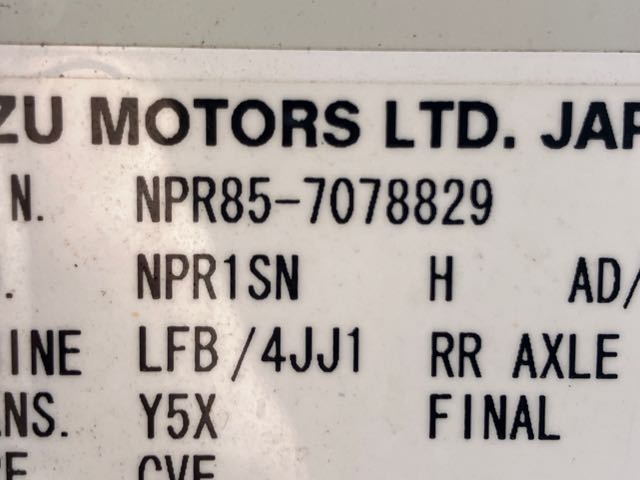 ZU MOTORS LTD. JAP
N. NPR85-7078829
. NPR1SN H AD/
INE LFB/4JJ1 RR AXLE
NS. Y5X FINAL